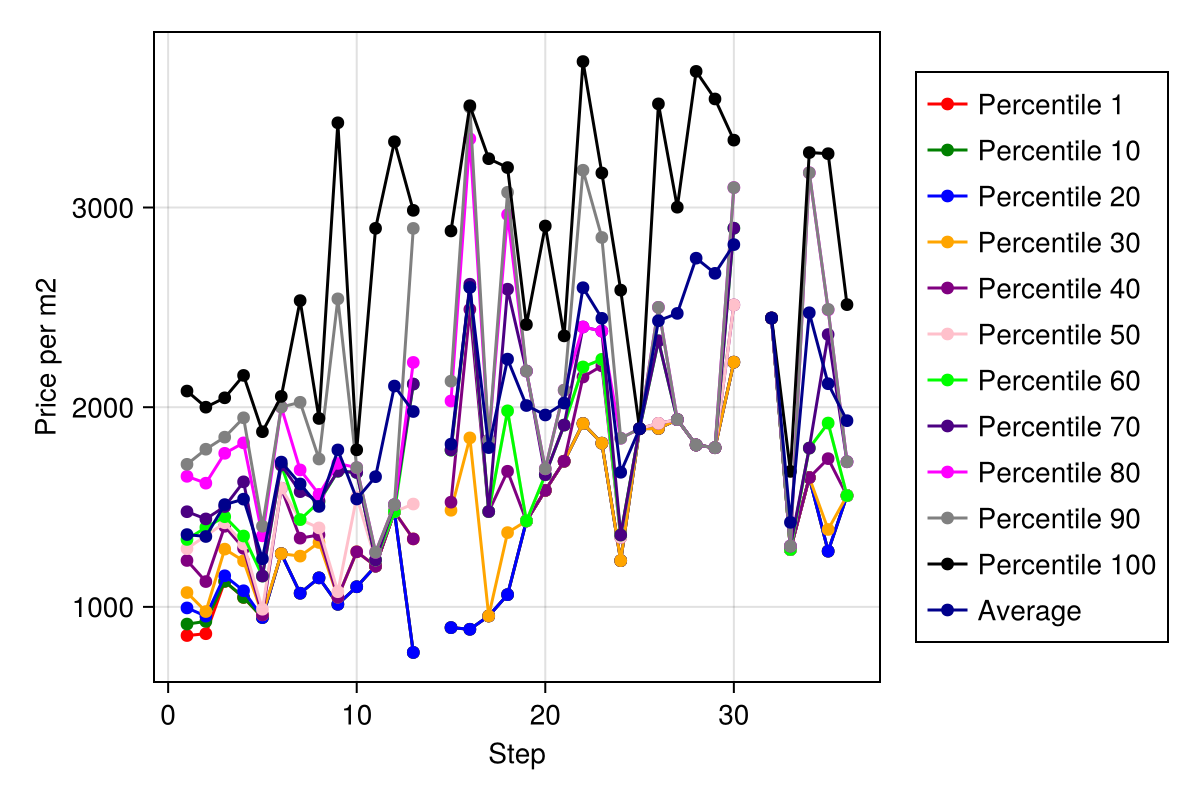 3000
2000
1000
Price per m2
0
10
20
30
Step
Percentile 1
Percentile 10
Percentile 20
Percentile 30
Percentile 40
Percentile 50
Percentile 60
Percentile 70
Percentile 80
Percentile 90
Percentile 100
Average